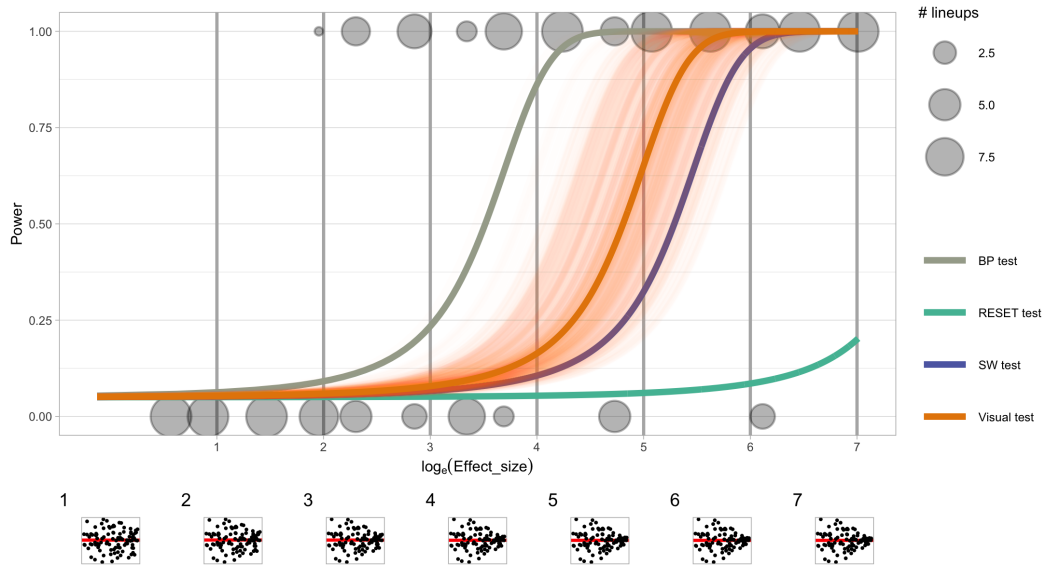 # lineups
1.00
0.75
0.50
0.25
0.00
Power
1 2 3 4 5 6 7
logₑ(Effect_size)
2.5
5.0
7.5
BP test
RESET test
SW test
Visual test
1 2 3 4 5 6 7